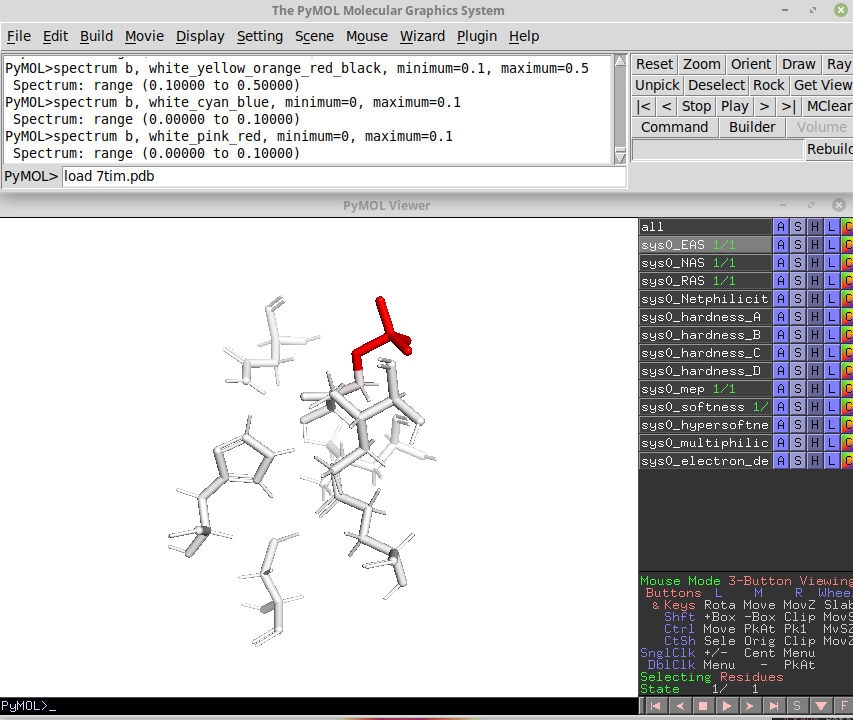 The PyMOL Molecular Graphics System
File Edit Build Movie Display Setting Scene Mouse Wizard Plugin Help
PyMOL>spectrum b, white_yellow_orange_red_black, minimum=0.1, maximum=0.5
Spectrum: range (0.10000 to 0.50000)
PyMOL>spectrum b, white_cyan_blue, minimum=0, maximum=0.1
Spectrum: range (0.00000 to 0.10000)
PyMOL>spectrum b, white_pink_red, minimum=0, maximum=0.1
Spectrum: range (0.00000 to 0.10000)
PyMOL> load 7tim.pdb
Reset Zoom Orient Draw Ray
Unpick Deselect Rock Get View
|< < Stop Play > >| MClear
Command Builder Volume
Rebuild
PyMOL Viewer
all A S H L C
sys0_EAS 1/1 A S H L C
sys0_NAS 1/1 A S H L C
sys0_RAS 1/1 A S H L C
sys0_Netphilicit A S H L C
sys0_hardness_A A S H L C
sys0_hardness_B A S H L C
sys0_hardness_C A S H L C
sys0_hardness_D A S H L C
sys0_mep 1/1 A S H L C
sys0_softness 1/ A S H L C
sys0_hypersoftne A S H L C
sys0_multiphilic A S H L C
sys0_electron_de A S H L C
Mouse Mode 3-Button Viewing
Buttons L M R Whee
& Keys Rota Move MovZ Slab
Shft +Box -Box Clip MovS
Ctrl Move PkAt Pk1 MvSZ
CtSh Sele Orig Clip MovZ
SnglClk +/- Cent Menu
DblClk Menu - PkAt
Selecting Residues
State 1/ 1
PyMOL>_
S F